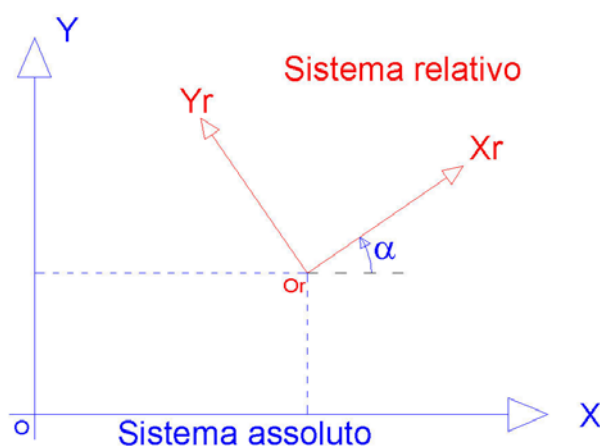 Y
Sistema relativo
Yr
Xr
α
Or
X
O
Sistema assoluto